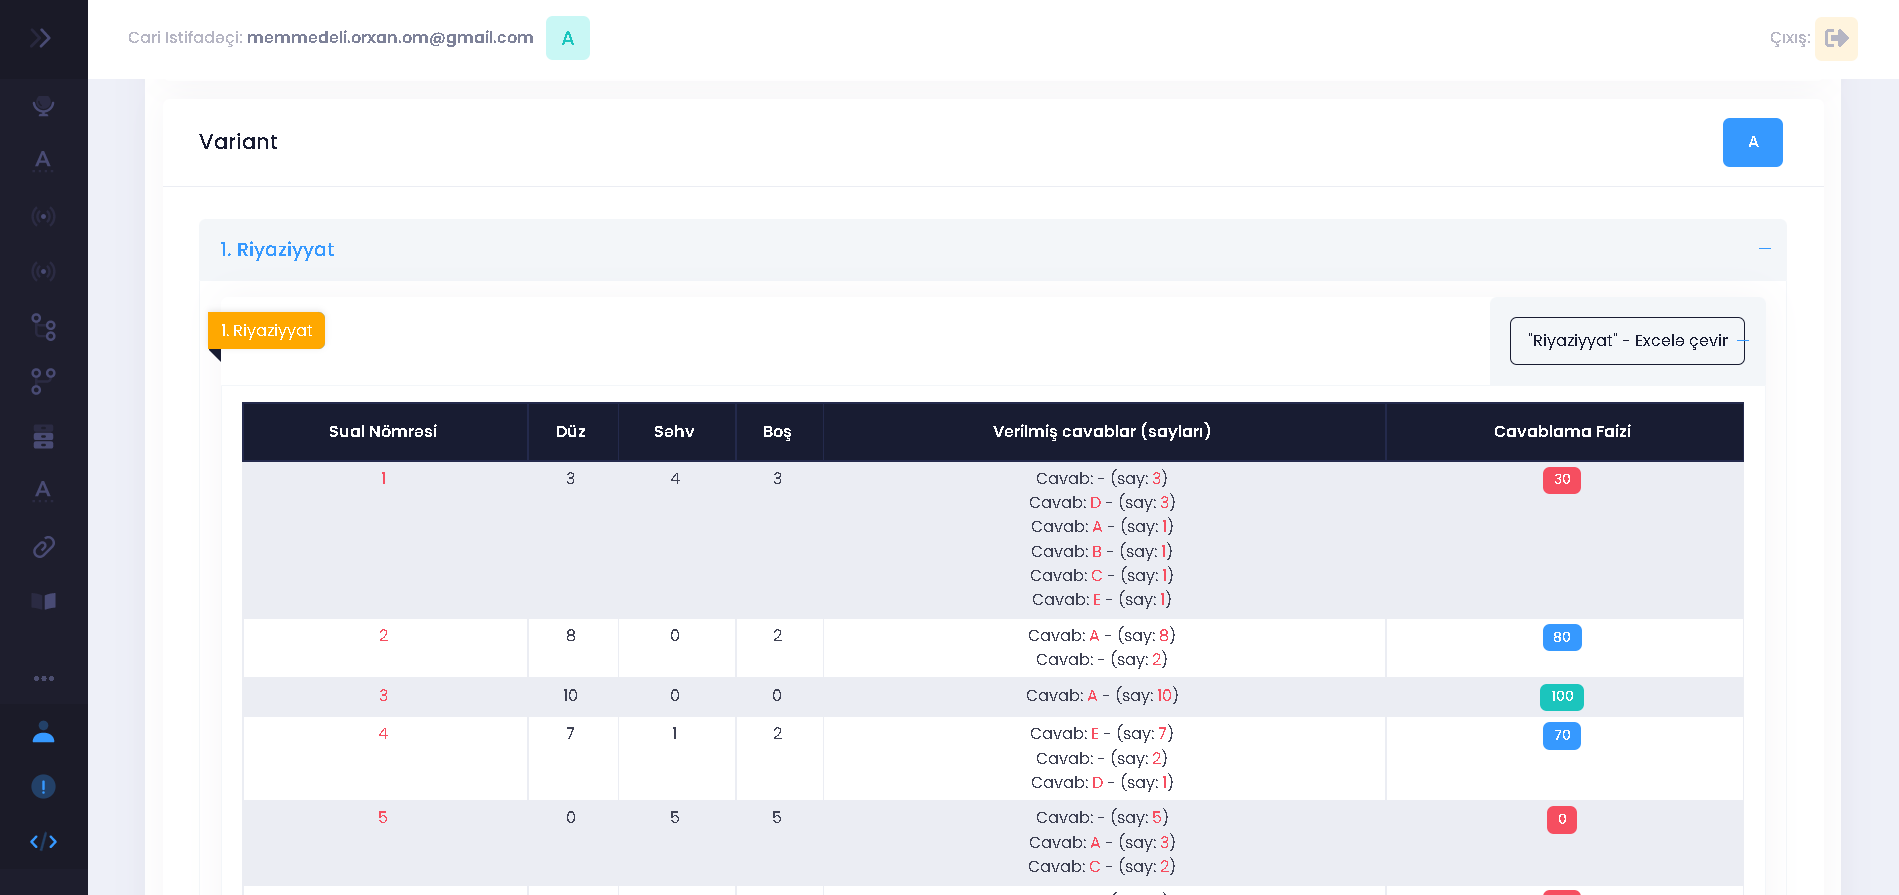 Cari Istifadəçi: memmedeli.orxan.om@gmail.com A
Çıxış:
Variant
A
1. Riyaziyyat
1. Riyaziyyat
"Riyaziyyat" - Excelə çevir
Sual Nömrəsi Düz Səhv Boş Verilmiş cavablar (sayları) Cavablama Faizi
1 3 4 3 Cavab: - (say: 3) 30
Cavab: D - (say: 3)
Cavab: A - (say: 1)
Cavab: B - (say: 1)
Cavab: C - (say: 1)
Cavab: E - (say: 1)
2 8 0 2 Cavab: A - (say: 8) 80
Cavab: - (say: 2)
3 10 0 0 Cavab: A - (say: 10) 100
4 7 1 2 Cavab: E - (say: 7) 70
Cavab: - (say: 2)
Cavab: D - (say: 1)
5 0 5 5 Cavab: - (say: 5) 0
Cavab: A - (say: 3)
Cavab: C - (say: 2)